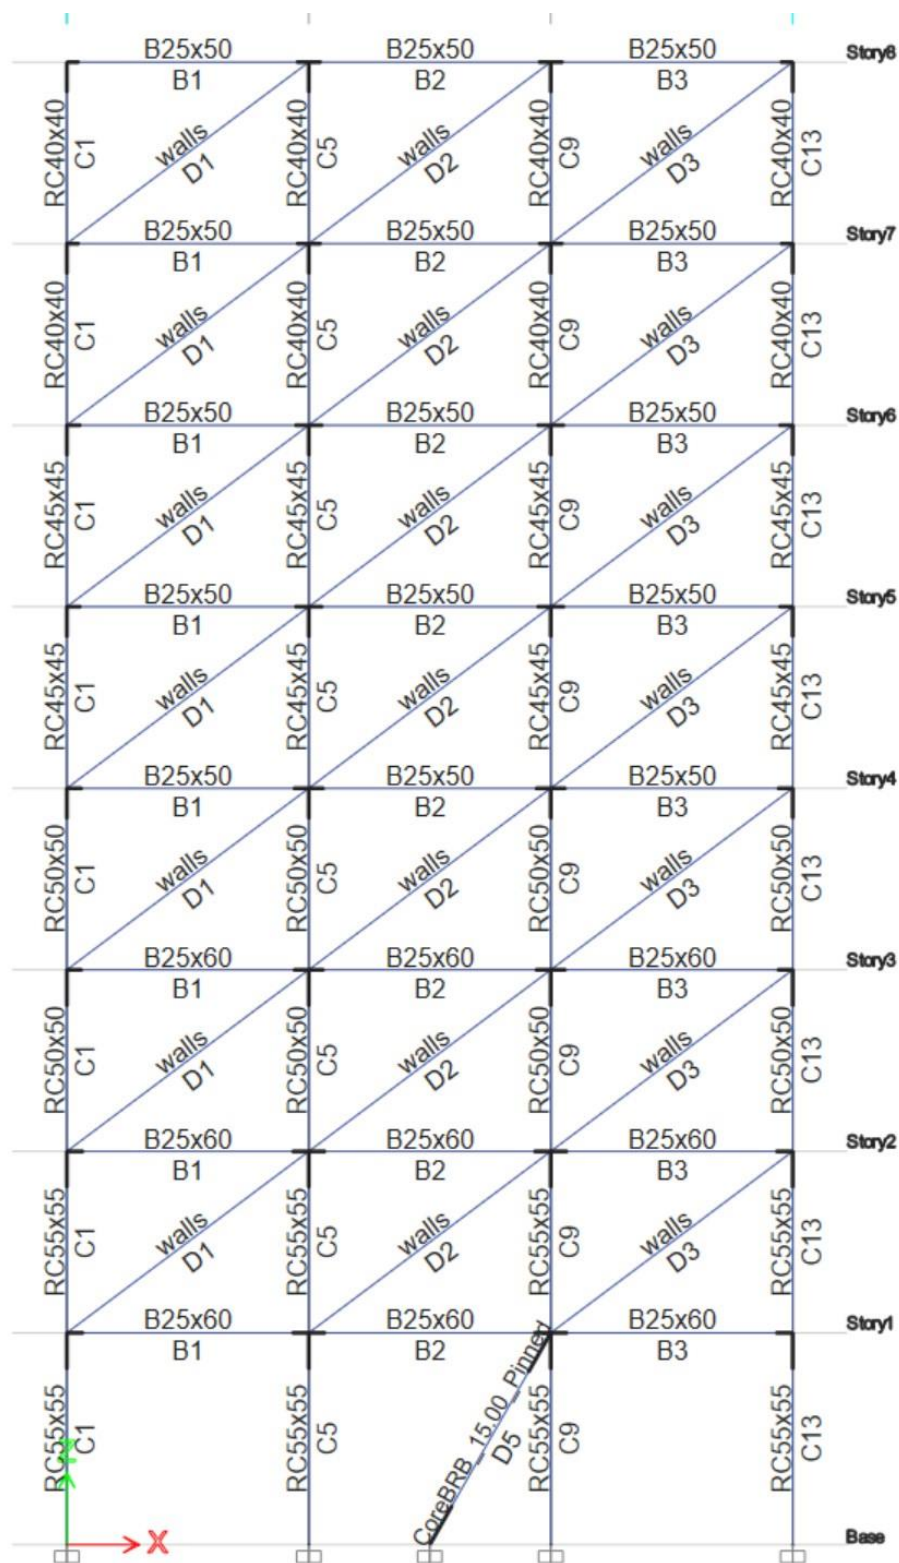 B25x50 B25x50 B25x50 Story8
B1 B2 B3
RC40x40 C1 walls D1 RC40x40 C5 walls D2 RC40x40 C9 walls D3 RC40x40 C13
B25x50 B25x50 B25x50 Story7
B1 B2 B3
RC40x40 C1 walls D1 RC40x40 C5 walls D2 RC40x40 C9 walls D3 RC40x40 C13
B25x50 B25x50 B25x50 Story6
B1 B2 B3
RC45x45 C1 walls D1 RC45x45 C5 walls D2 RC45x45 C9 walls D3 RC45x45 C13
B25x50 B25x50 B25x50 Story5
B1 B2 B3
RC45x45 C1 walls D1 RC45x45 C5 walls D2 RC45x45 C9 walls D3 RC45x45 C13
B25x50 B25x50 B25x50 Story4
B1 B2 B3
RC50x50 C1 walls D1 RC50x50 C5 walls D2 RC50x50 C9 walls D3 RC50x50 C13
B25x60 B25x60 B25x60 Story3
B1 B2 B3
RC50x50 C1 walls D1 RC50x50 C5 walls D2 RC50x50 C9 walls D3 RC50x50 C13
B25x60 B25x60 B25x60 Story2
B1 B2 B3
RC55x55 C1 walls D1 RC55x55 C5 walls D2 RC55x55 C9 walls D3 RC55x55 C13
B25x60 B25x60 B25x60 Story1
B1 B2 B3
RC55x55 C1 RC55x55 C5 CoreBRB_15.00_Pinned D5 RC55x55 C9 RC55x55 C13
Z
X Base